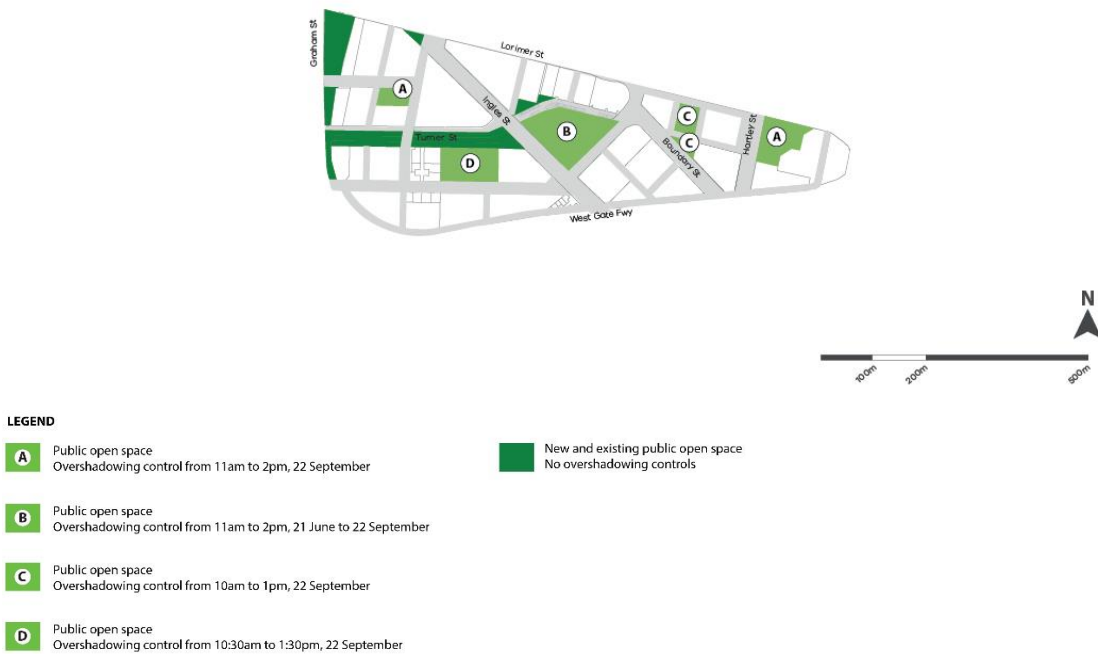 Graham St
Lorimer St
A
Ingles St
C
Hartley St
A
B
Turner St
C
D
Boundary St
West Gate Fwy
N
100m
200m
500m
LEGEND
A
Public open space
Overshadowing control from 11am to 2pm, 22 September
New and existing public open space
No overshadowing controls
B
Public open space
Overshadowing control from 11am to 2pm, 21 June to 22 September
C
Public open space
Overshadowing control from 10am to 1pm, 22 September
D
Public open space
Overshadowing control from 10:30am to 1:30pm, 22 September